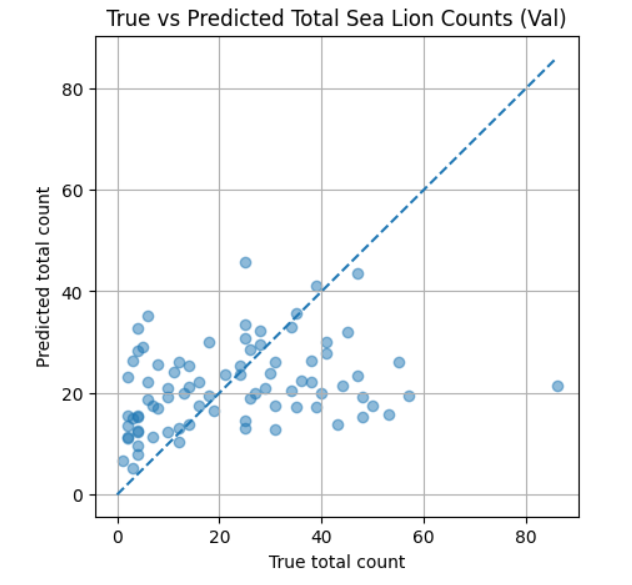 True vs Predicted Total Sea Lion Counts (Val)
80
60
40
20
0
Predicted total count
0 20 40 60 80
True total count